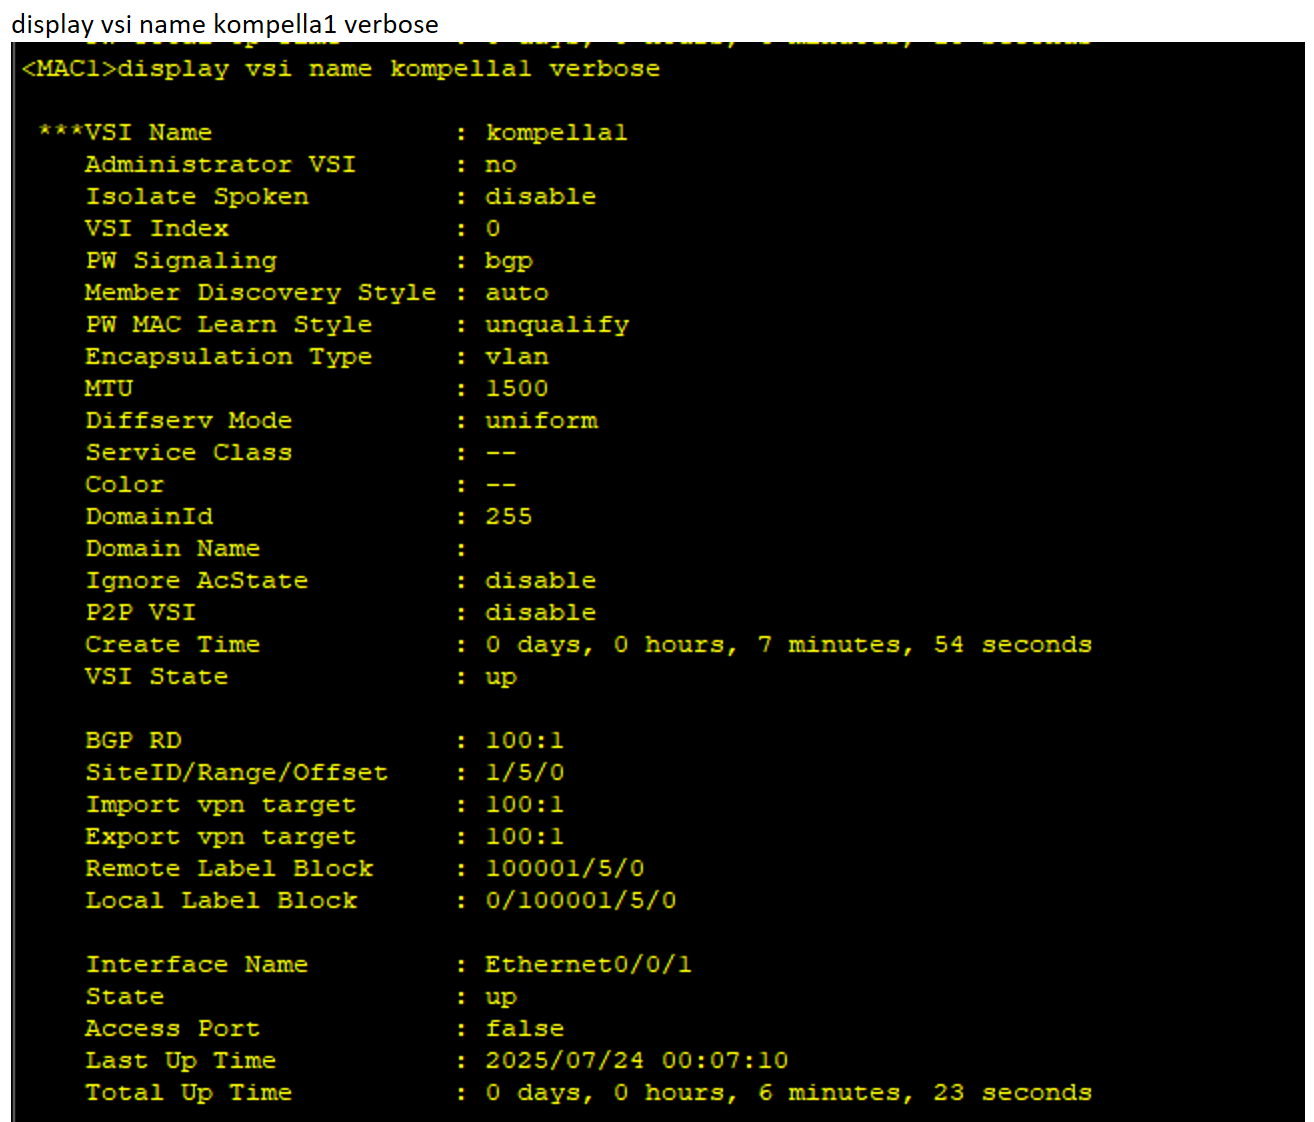 display vsi name kompella1 verbose
<MAC1>display vsi name kompella1 verbose
***VSI Name : kompella1
Administrator VSI : no
Isolate Spoken : disable
VSI Index : 0
PW Signaling : bgp
Member Discovery Style : auto
PW MAC Learn Style : unqualify
Encapsulation Type : vlan
MTU : 1500
Diffserv Mode : uniform
Service Class : --
Color : --
DomainId : 255
Domain Name :
Ignore AcState : disable
P2P VSI : disable
Create Time : 0 days, 0 hours, 7 minutes, 54 seconds
VSI State : up
BGP RD : 100:1
SiteID/Range/Offset : 1/5/0
Import vpn target : 100:1
Export vpn target : 100:1
Remote Label Block : 100001/5/0
Local Label Block : 0/100001/5/0
Interface Name : Ethernet0/0/1
State : up
Access Port : false
Last Up Time : 2025/07/24 00:07:10
Total Up Time : 0 days, 0 hours, 6 minutes, 23 seconds